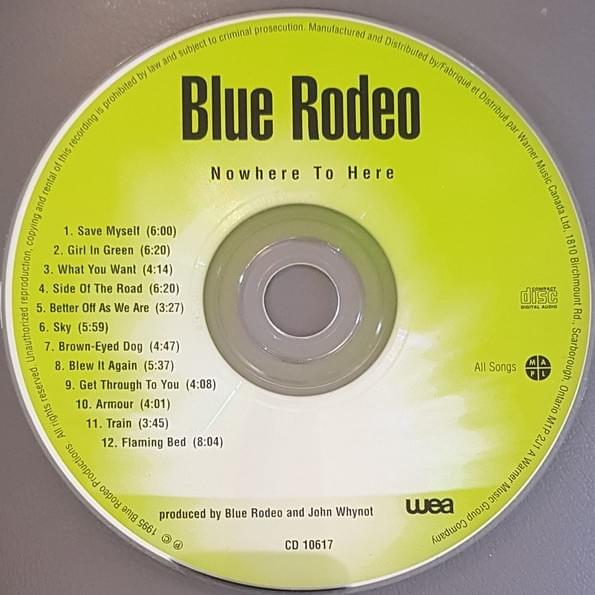 Blue Rodeo
Nowhere To Here
1. Save Myself (6:00)
2. Girl In Green (6:20)
3. What You Want (4:14)
4. Side Of The Road (6:20)
5. Better Off As We Are (3:27)
6. Sky (5:59)
7. Brown-Eyed Dog (4:47)
8. Blew It Again (5:37)
9. Get Through To You (4:08)
10. Armour (4:01)
11. Train (3:45)
12. Flaming Bed (8:04)
COMPACT
disc
DIGITAL AUDIO
All Songs
M A
P L
produced by Blue Rodeo and John Whynot
wea
CD 10617
℗ © 1995 Blue Rodeo Productions. All rights reserved. Unauthorized reproduction, copying and rental of this recording is prohibited by law and subject to criminal prosecution. Manufactured and Distributed by/Fabriqué et Distribué par Warner Music Canada Ltd, 1810 Birchmount Rd., Scarborough, Ontario M1P 2J1 A Warner Music Group Company